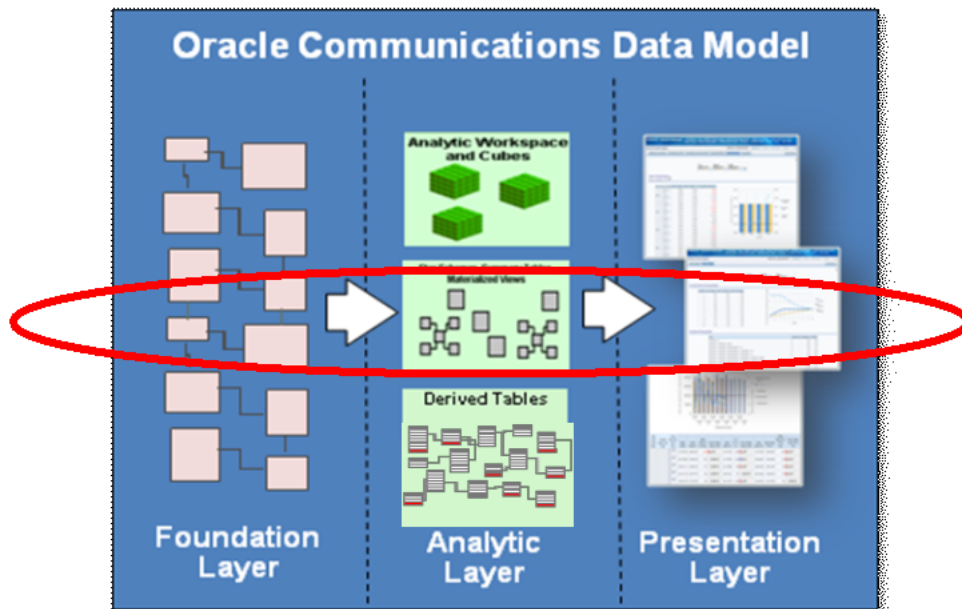 Oracle Communications Data Model
Analytic Workspace
and Cubes
Materialized Views
Derived Tables
Foundation
Layer
Analytic
Layer
Presentation
Layer